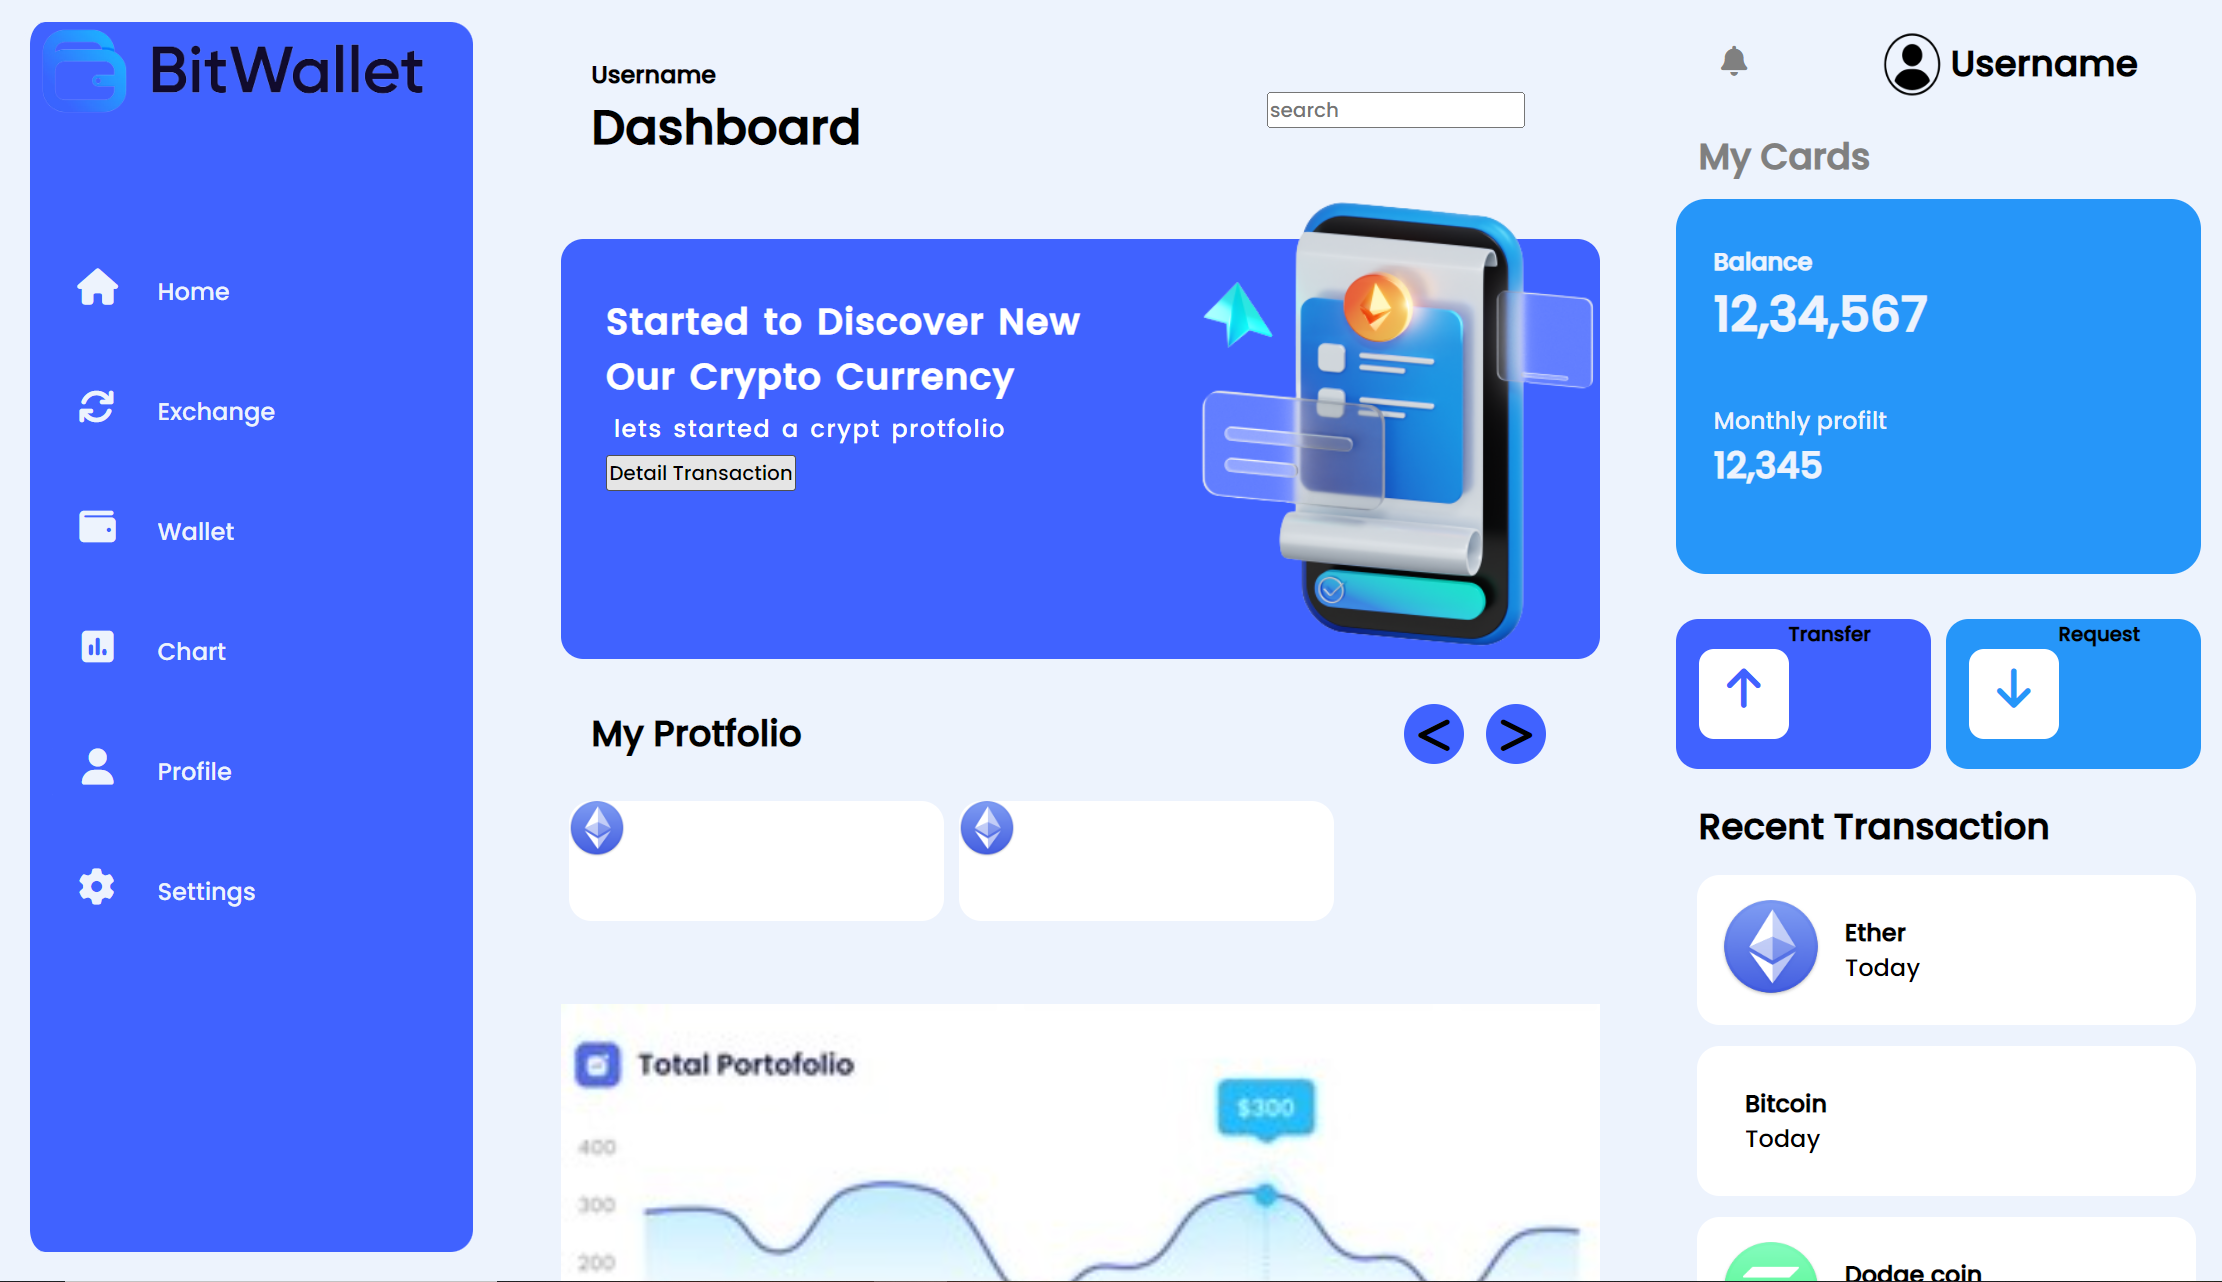 BitWallet
Home
Exchange
Wallet
Chart
Profile
Settings
Username
Dashboard
search
Started to Discover New
Our Crypto Currency
lets started a crypt protfolio
Detail Transaction
My Protfolio
< >
Total Portofolio
$300
400
300
200
Username
My Cards
Balance
12,34,567
Monthly profilt
12,345
Transfer
Request
Recent Transaction
Ether
Today
Bitcoin
Today
Dodge coin